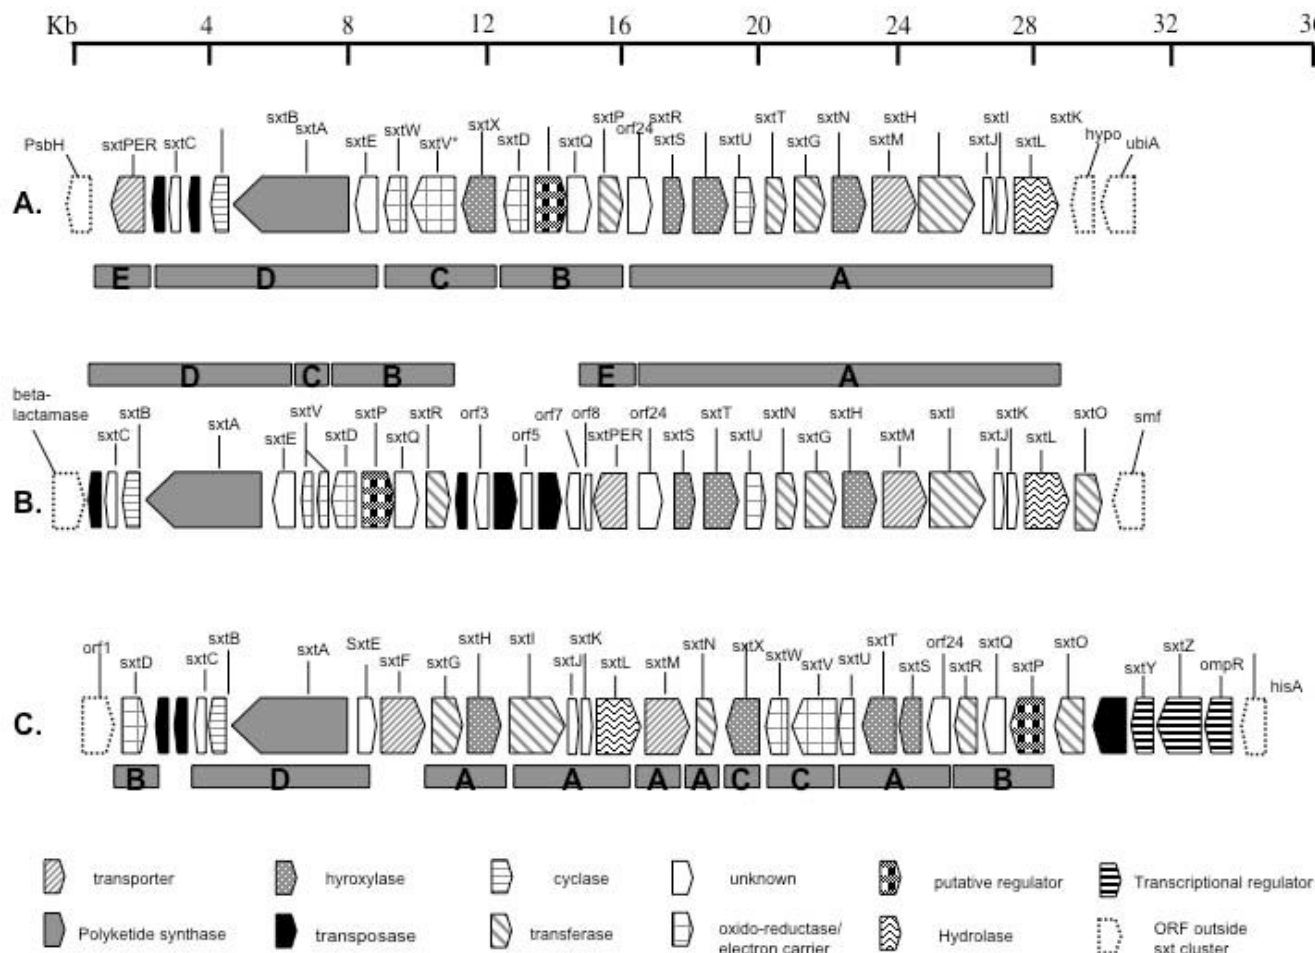 Kb 4 8 12 16 20 24 28 32 36
sxtB sxtP sxtR sxtT sxtN sxtH sxtI sxtK
PsbH sxtPER sxtC sxtA sxtE sxtW sxtV* sxtX sxtD sxtQ orf24 sxtS sxtU sxtG sxtM sxtJ sxtL hypo ubiA
A.
E D C B A
D C B E A
beta-
lactamase sxtC sxtB sxtA sxtE sxtV sxtD sxtP sxtQ sxtR orf3 orf5 orf7 orf8 sxtPER orf24 sxtS sxtT sxtU sxtN sxtG sxtH sxtM sxtI sxtJ sxtK sxtL sxtO smf
B.
orf1 sxtD sxtC sxtB sxtA SxtE sxtF sxtG sxtH sxtI sxtJ sxtK sxtL sxtM sxtN sxtX sxtW sxtV sxtU sxtT sxtS orf24 sxtR sxtQ sxtP sxtO sxtY sxtZ ompR hisA
C.
B D A A A A C C A B
transporter hyroxylase cyclase unknown putative regulator Transcriptional regulator
Polyketide synthase transposase transferase oxido-reductase/
electron carrier Hydrolase ORF outside
sxt cluster